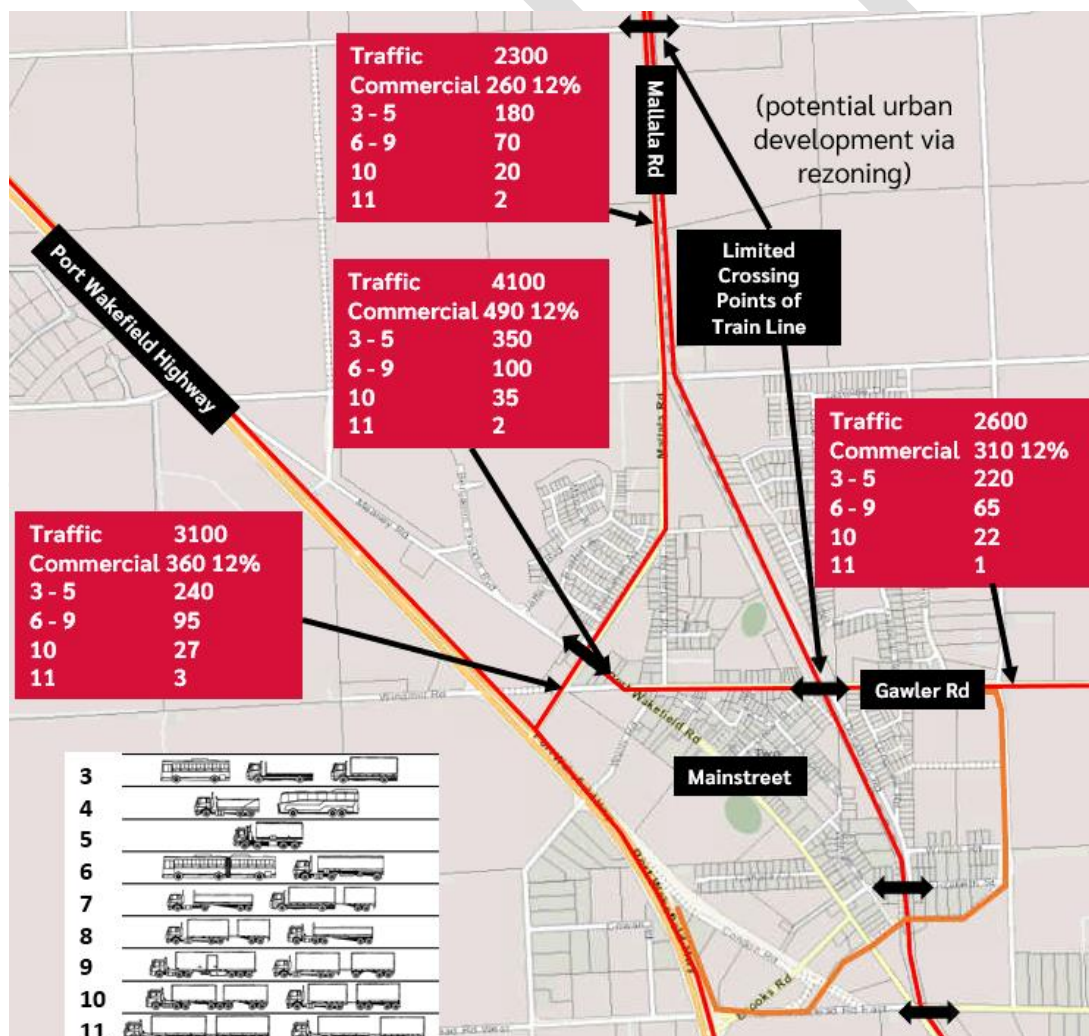 Traffic 2300
Commercial 260 12%
3 - 5 180
6 - 9 70
10 20
11 2
Mallala Rd
(potential urban
development via
rezoning)
Port Wakefield Highway
Limited
Crossing
Points of
Train Line
Traffic 4100
Commercial 490 12%
3 - 5 350
6 - 9 100
10 35
11 2
Mallala Rd
Traffic 2600
Commercial 310 12%
3 - 5 220
6 - 9 65
10 22
11 1
Traffic 3100
Commercial 360 12%
3 - 5 240
6 - 9 95
10 27
11 3
Gawler Rd
Wakefield Rd
Mainstreet
3
4
5
6
7
8
9
10
11